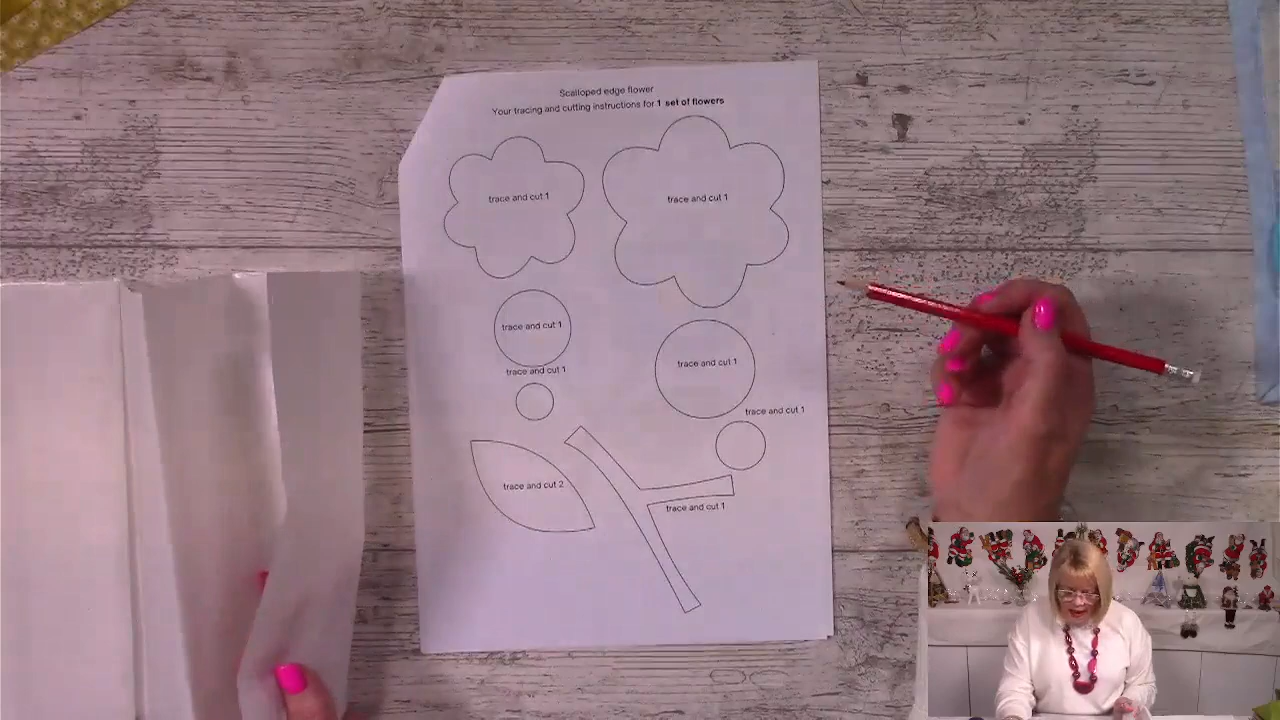 Scalloped edge flower
Your tracing and cutting instructions for 1 set of flowers
trace and cut 1
trace and cut 1
trace and cut 1
trace and cut 1
trace and cut 1
trace and cut 1
trace and cut 2
trace and cut 1